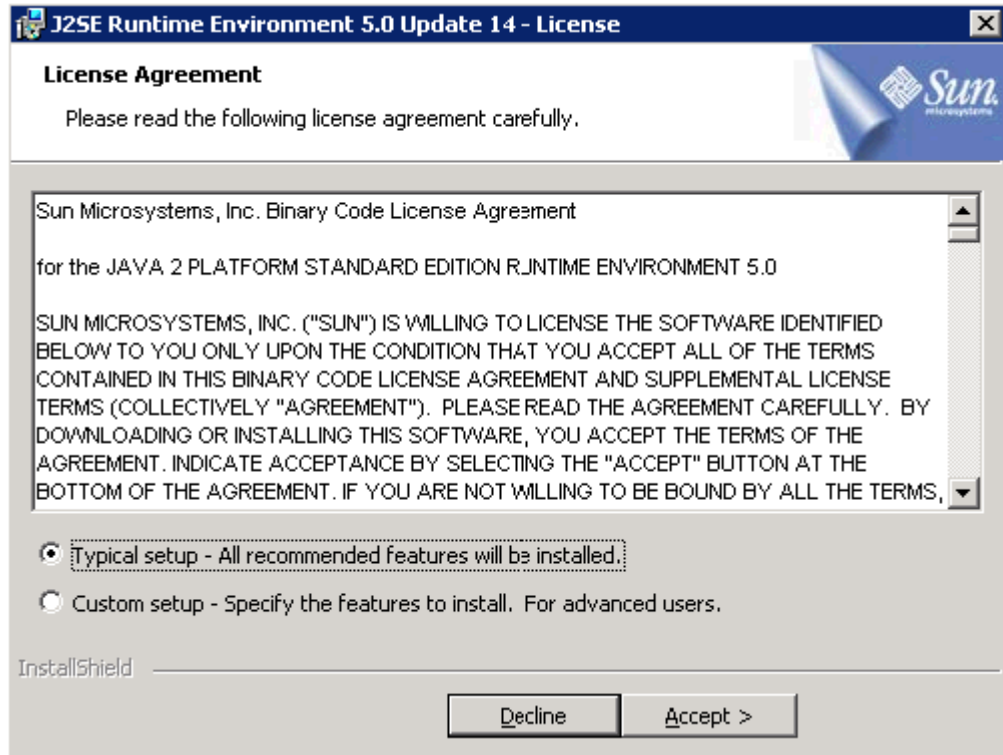 J2SE Runtime Environment 5.0 Update 14 - License
License Agreement
Please read the following license agreement carefully.
Sun
microsystems
Sun Microsystems, Inc. Binary Code License Agreement
for the JAVA 2 PLATFORM STANDARD EDITION RUNTIME ENVIRONMENT 5.0
SUN MICROSYSTEMS, INC. ("SUN") IS WILLING TO LICENSE THE SOFTWARE IDENTIFIED
BELOW TO YOU ONLY UPON THE CONDITION THAT YOU ACCEPT ALL OF THE TERMS
CONTAINED IN THIS BINARY CODE LICENSE AGREEMENT AND SUPPLEMENTAL LICENSE
TERMS (COLLECTIVELY "AGREEMENT"). PLEASE READ THE AGREEMENT CAREFULLY. BY
DOWNLOADING OR INSTALLING THIS SOFTWARE, YOU ACCEPT THE TERMS OF THE
AGREEMENT. INDICATE ACCEPTANCE BY SELECTING THE "ACCEPT" BUTTON AT THE
BOTTOM OF THE AGREEMENT. IF YOU ARE NOT WILLING TO BE BOUND BY ALL THE TERMS,
Typical setup - All recommended features will be installed.
Custom setup - Specify the features to install. For advanced users.
InstallShield
Decline
Accept >